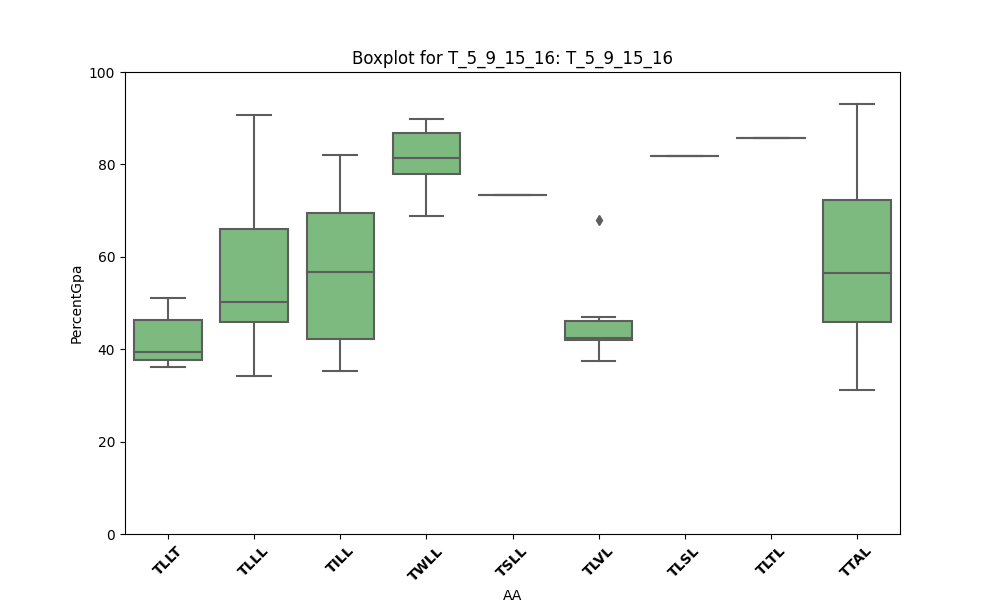 Boxplot for T_5_9_15_16: T_5_9_15_16
PercentGpa
100
80
60
40
20
0
TLLT TLLL TILL TWLL TSLL TLVL TLSL TLTL TTAL
AA